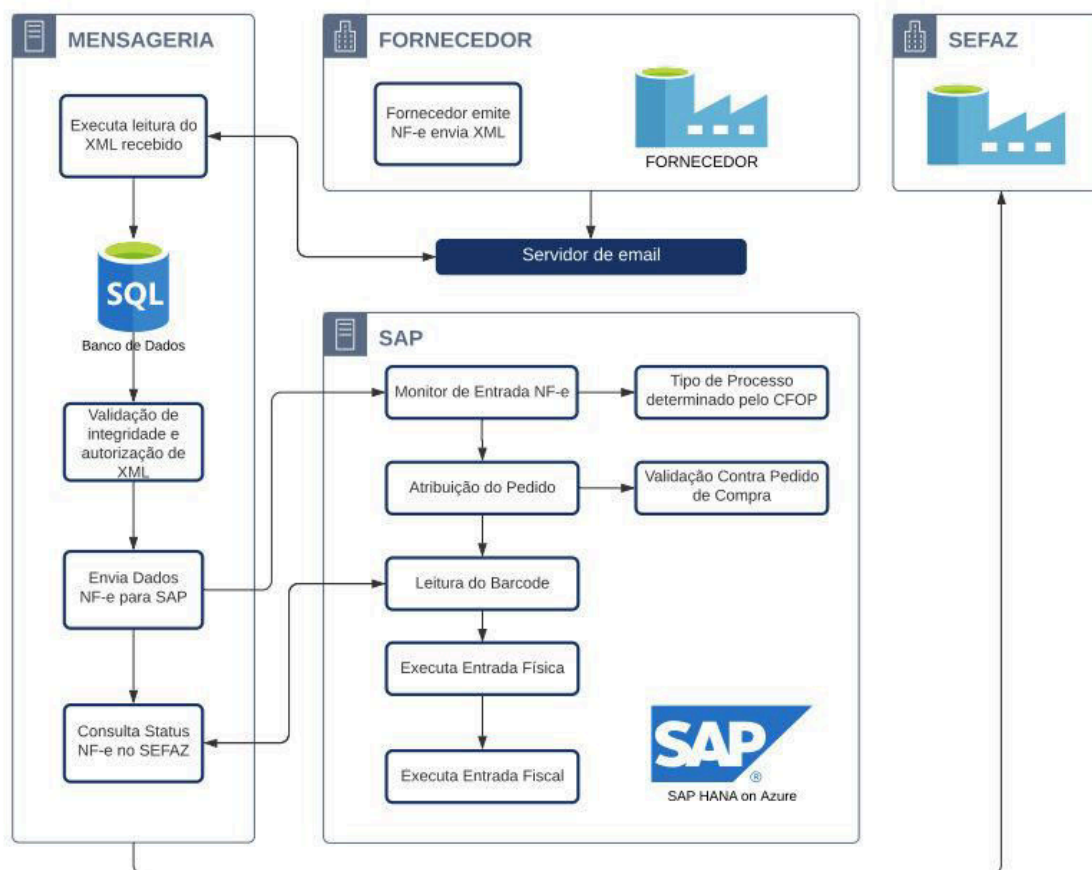 MENSAGERIA
Executa leitura do
XML recebido
SQL
Banco de Dados
Validação de
integridade e
autorização de
XML
Envia Dados
NF-e para SAP
Consulta Status
NF-e no SEFAZ
FORNECEDOR
Fornecedor emite
NF-e envia XML
FORNECEDOR
Servidor de email
SAP
Monitor de Entrada NF-e
Tipo de Processo
determinado pelo CFOP
Atribuição do Pedido
Validação Contra Pedido
de Compra
Leitura do Barcode
Executa Entrada Física
Executa Entrada Fiscal
SAP
®
SAP HANA on Azure
SEFAZ